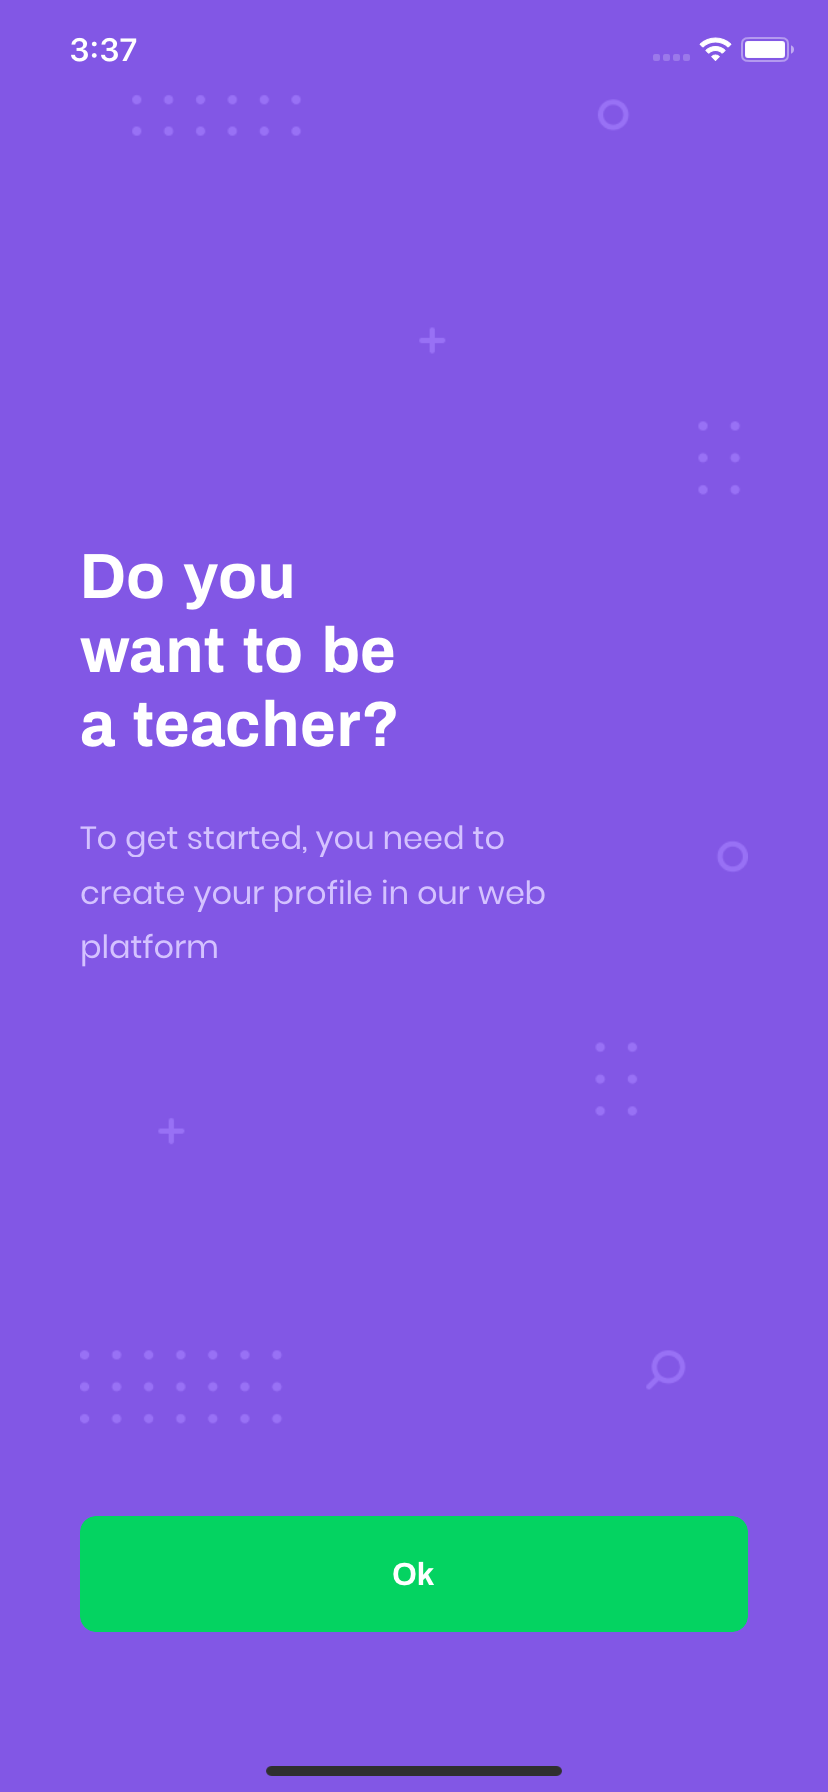 3:37
Do you
want to be
a teacher?
To get started, you need to
create your profile in our web
platform
Ok